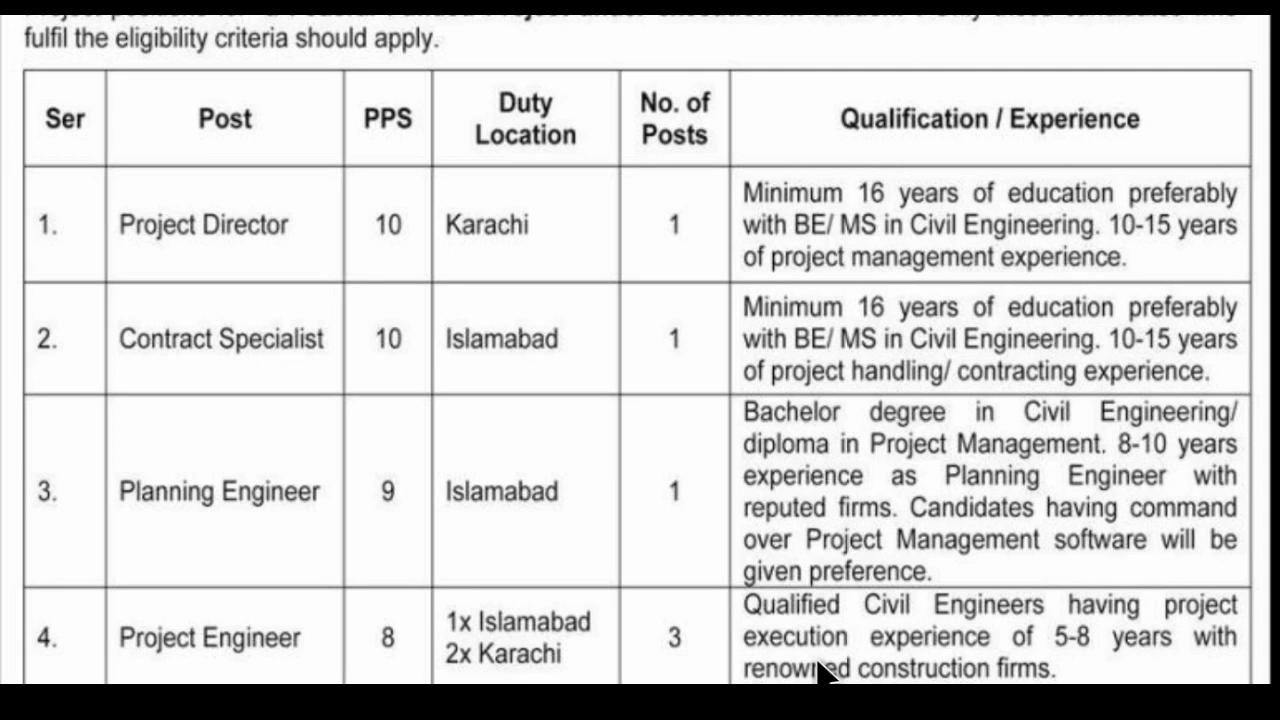 fulfil the eligibility criteria should apply.
Ser
Post
PPS
Duty
Location
No. of
Posts
Qualification / Experience
1.
Project Director
10
Karachi
1
Minimum 16 years of education preferably
with BE/ MS in Civil Engineering. 10-15 years
of project management experience.
2.
Contract Specialist
10
Islamabad
1
Minimum 16 years of education preferably
with BE/ MS in Civil Engineering. 10-15 years
of project handling/ contracting experience.
3.
Planning Engineer
9
Islamabad
1
Bachelor degree in Civil Engineering/
diploma in Project Management. 8-10 years
experience as Planning Engineer with
reputed firms. Candidates having command
over Project Management software will be
given preference.
4.
Project Engineer
8
1x Islamabad
2x Karachi
3
Qualified Civil Engineers having project
execution experience of 5-8 years with
renowned construction firms.